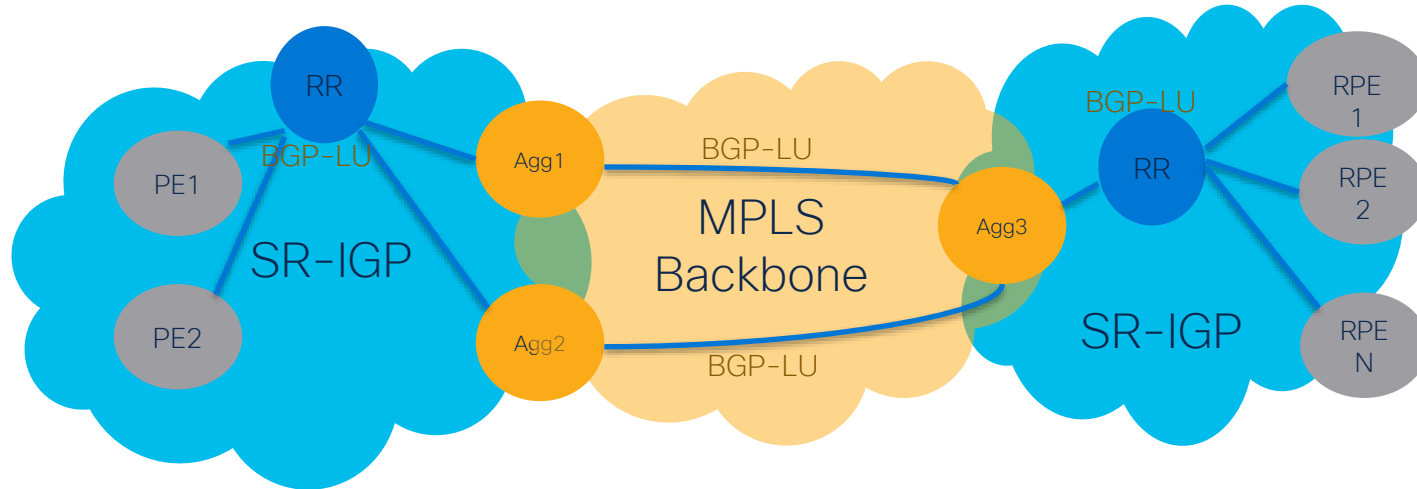 RR
BGP-LU
PE1
SR-IGP
PE2
Agg1
Agg2
BGP-LU
MPLS
Backbone
BGP-LU
Agg3
BGP-LU
RR
SR-IGP
RPE
1
RPE
2
RPE
N